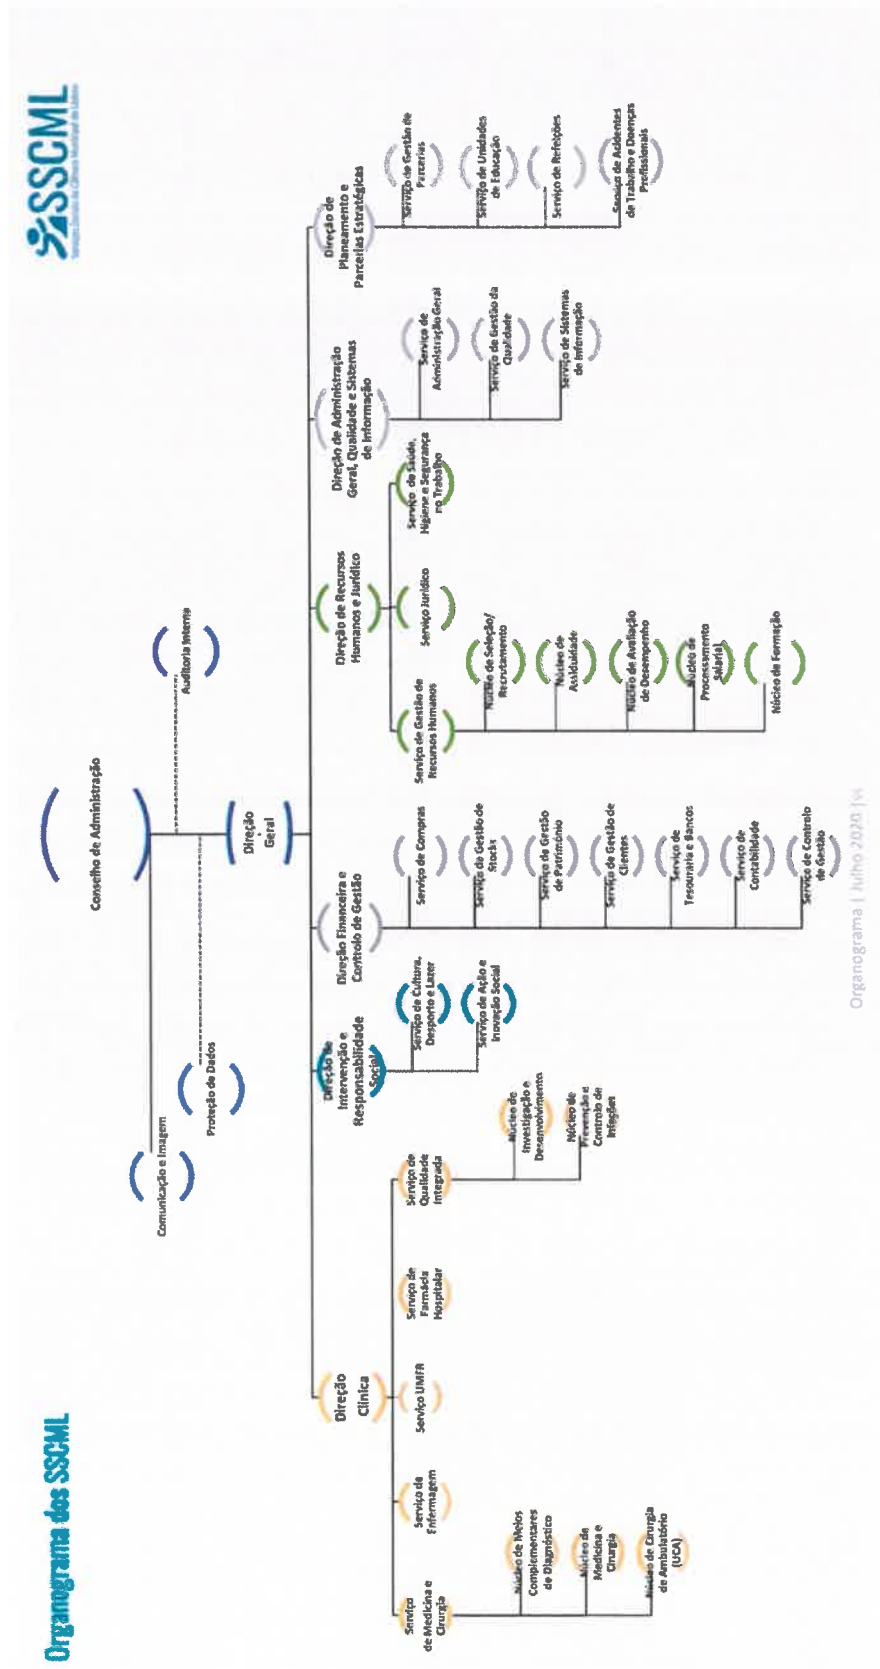 Organograma dos SSCML
SSCML
Serviços Sociais da Câmara Municipal de Lisboa
Conselho de Administração
Comunicação e Imagem
Auditoria Interna
Proteção de Dados
Direção
Geral
Direção
Clínica
Direção de
Intervenção e
Responsabilidade
Social
Direção Financeira e
Controlo de Gestão
Direção de Recursos
Humanos e Jurídico
Direção de Administração
Geral, Qualidade e Sistemas
de Informação
Direção de
Planeamento e
Parcerias Estratégicas
Serviço
de Medicina e
Cirurgia
Serviço de
Enfermagem
Serviço UMFR
Serviço de
Farmácia
Hospitalar
Serviço de
Qualidade
Integrada
Núcleo de Meios
Complementares
de Diagnóstico
Núcleo de
Medicina e
Cirurgia
Núcleo de Cirurgia
de Ambulatório
(UCA)
Núcleo de
Investigação e
Desenvolvimento
Núcleo de
Prevenção e
Controlo de
Infeções
Serviço de Cultura,
Desporto e Lazer
Serviço de Ação e
Inovação Social
Serviço de Compras
Serviço de Gestão de
Stocks
Serviço de Gestão
de Património
Serviço de Gestão de
Clientes
Serviço de
Tesouraria e Bancos
Serviço de
Contabilidade
Serviço de Controlo
de Gestão
Serviço de Gestão de
Recursos Humanos
Serviço Jurídico
Serviço de Saúde,
Higiene e Segurança
no Trabalho
Núcleo de Seleção/
Recrutamento
Núcleo de
Assiduidade
Núcleo de Avaliação
de Desempenho
Núcleo de
Processamento
Salarial
Núcleo de Formação
Serviço de
Administração Geral
Serviço de Gestão da
Qualidade
Serviço de Sistemas
de Informação
Serviço de Gestão de
Parcerias
Serviço de Unidades
de Educação
Serviço de Refeições
Serviço de Acidentes
de Trabalho e Doenças
Profissionais
Organograma | Julho 2020 |